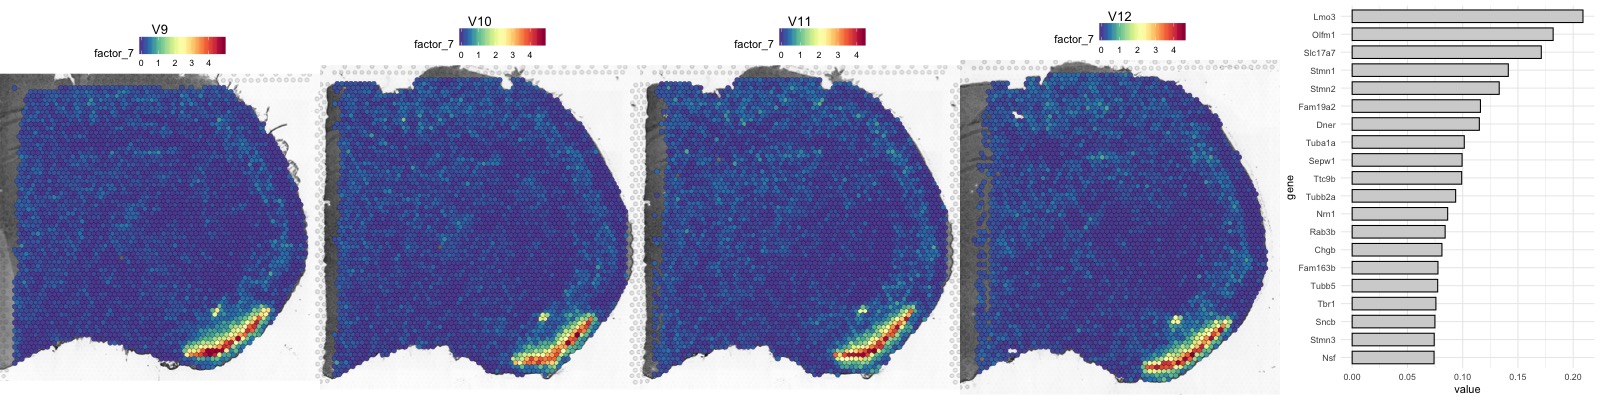 V9
factor_7
0 1 2 3 4
V10
factor_7
0 1 2 3 4
V11
factor_7
0 1 2 3 4
V12
factor_7
0 1 2 3 4
gene
Lmo3
Olfm1
Slc17a7
Stmn1
Stmn2
Fam19a2
Dner
Tuba1a
Sepw1
Ttc9b
Tubb2a
Nrn1
Rab3b
Chgb
Fam163b
Tubb5
Tbr1
Sncb
Stmn3
Nsf
0.00 0.05 0.10 0.15 0.20
value